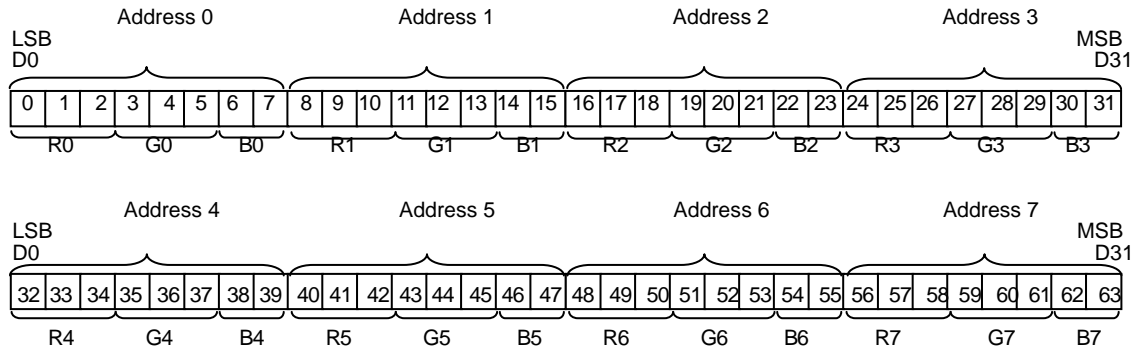 Address 0 Address 1 Address 2 Address 3
LSB MSB
D0 D31
0 1 2 3 4 5 6 7 8 9 10 11 12 13 14 15 16 17 18 19 20 21 22 23 24 25 26 27 28 29 30 31
R0 G0 B0 R1 G1 B1 R2 G2 B2 R3 G3 B3
Address 4 Address 5 Address 6 Address 7
LSB MSB
D0 D31
32 33 34 35 36 37 38 39 40 41 42 43 44 45 46 47 48 49 50 51 52 53 54 55 56 57 58 59 60 61 62 63
R4 G4 B4 R5 G5 B5 R6 G6 B6 R7 G7 B7